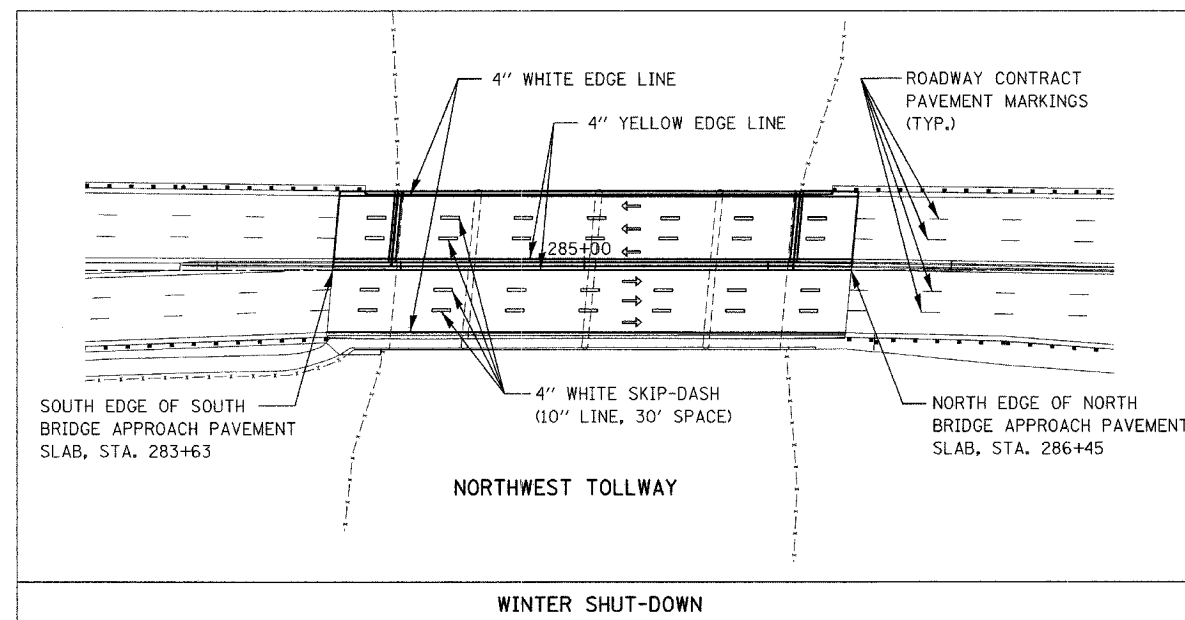 4" WHITE EDGE LINE
4" YELLOW EDGE LINE
ROADWAY CONTRACT
PAVEMENT MARKINGS
(TYP.)
285+00
4" WHITE SKIP-DASH
(10" LINE, 30' SPACE)
SOUTH EDGE OF SOUTH
BRIDGE APPROACH PAVEMENT
SLAB, STA. 283+63
NORTH EDGE OF NORTH
BRIDGE APPROACH PAVEMENT
SLAB, STA. 286+45
NORTHWEST TOLLWAY
WINTER SHUT-DOWN